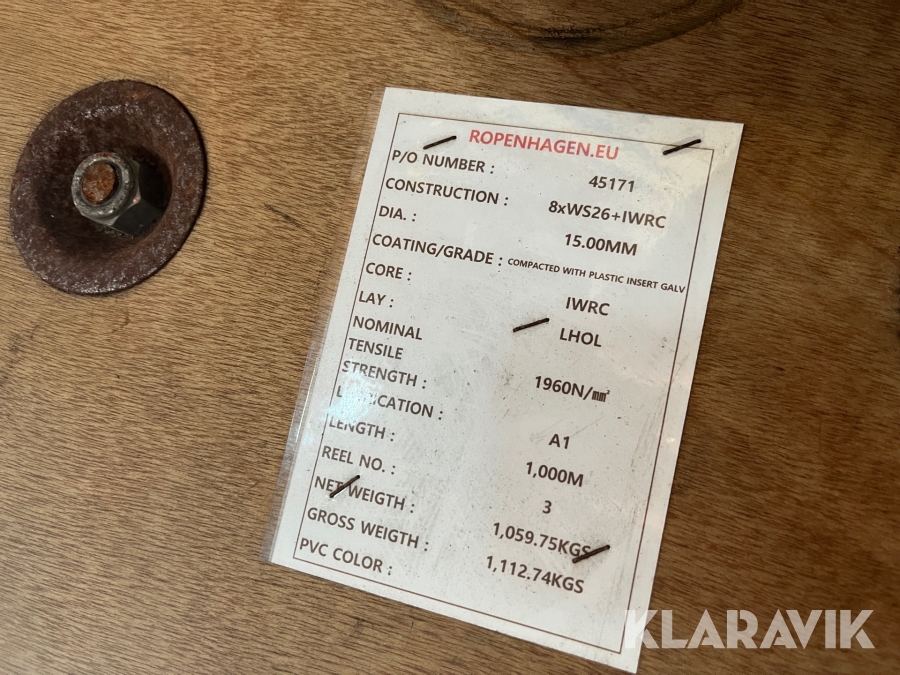 ROPENHAGEN.EU
P/O NUMBER : 45171
CONSTRUCTION : 8xWS26+IWRC
DIA. : 15.00MM
COATING/GRADE : COMPACTED WITH PLASTIC INSERT GALV
CORE : IWRC
LAY : LHOL
NOMINAL
TENSILE
STRENGTH : 1960N/㎟
LUBRICATION : A1
LENGTH : 1,000M
REEL NO. : 3
NET WEIGTH : 1,059.75KGS
GROSS WEIGTH : 1,112.74KGS
PVC COLOR :
KLARAVIK